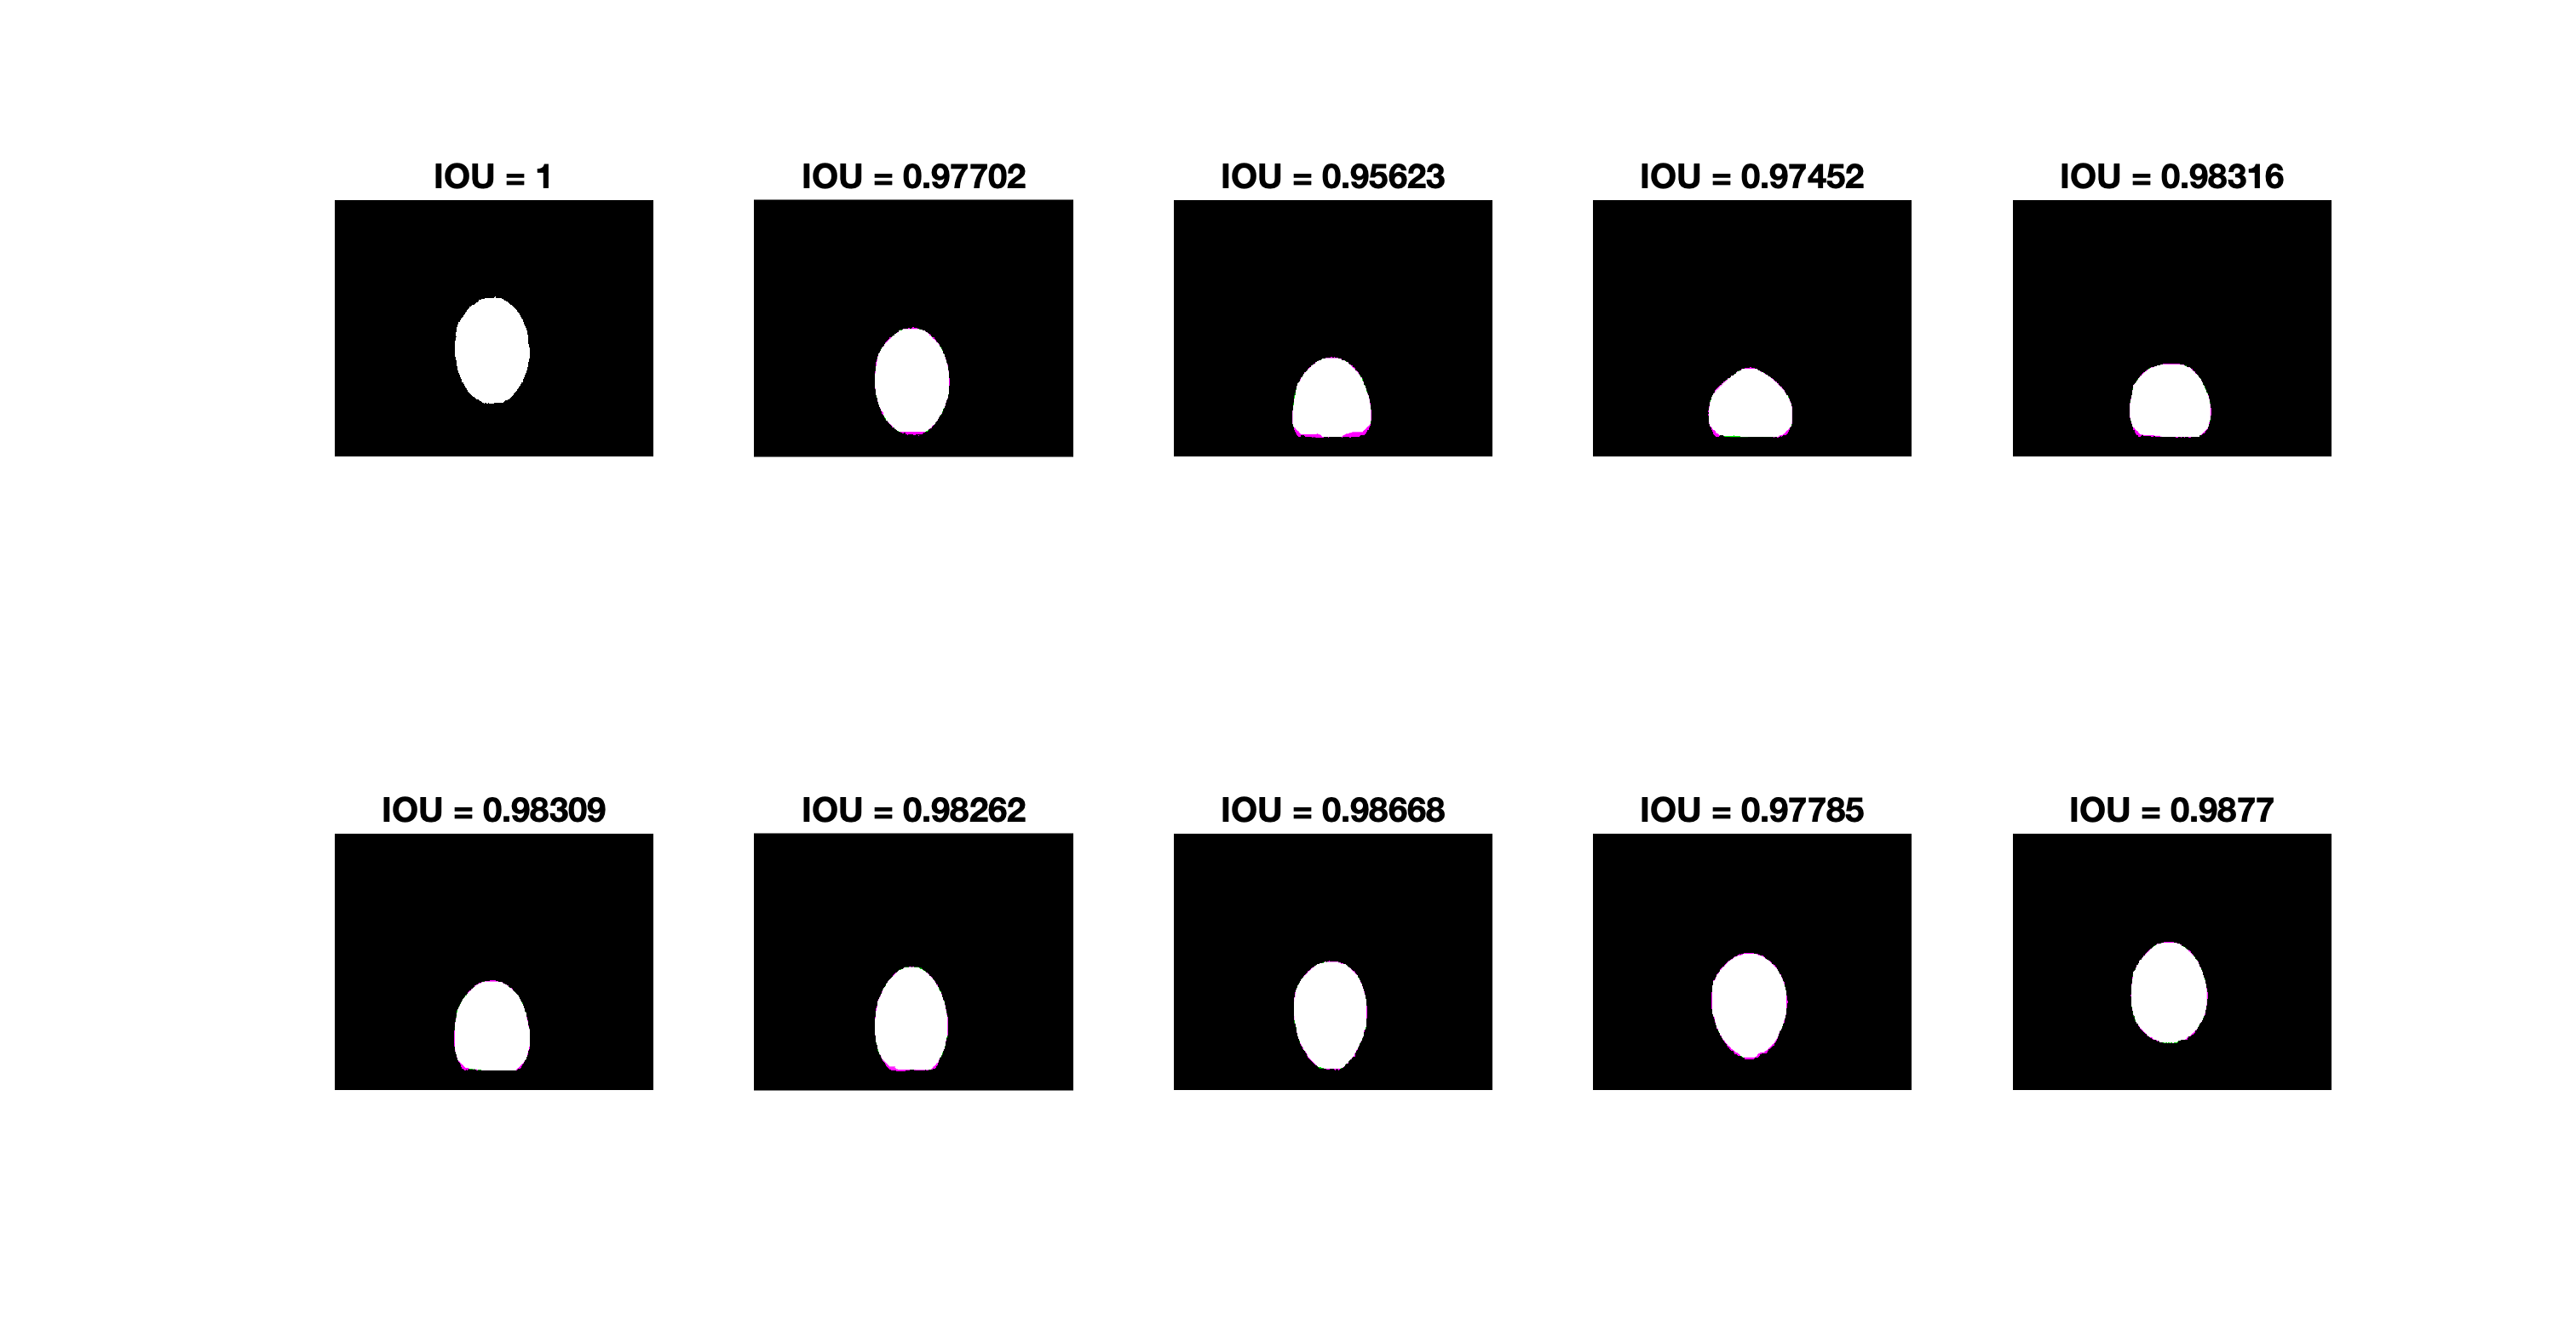 IOU = 1
IOU = 0.97702
IOU = 0.95623
IOU = 0.97452
IOU = 0.98316
IOU = 0.98309
IOU = 0.98262
IOU = 0.98668
IOU = 0.97785
IOU = 0.9877